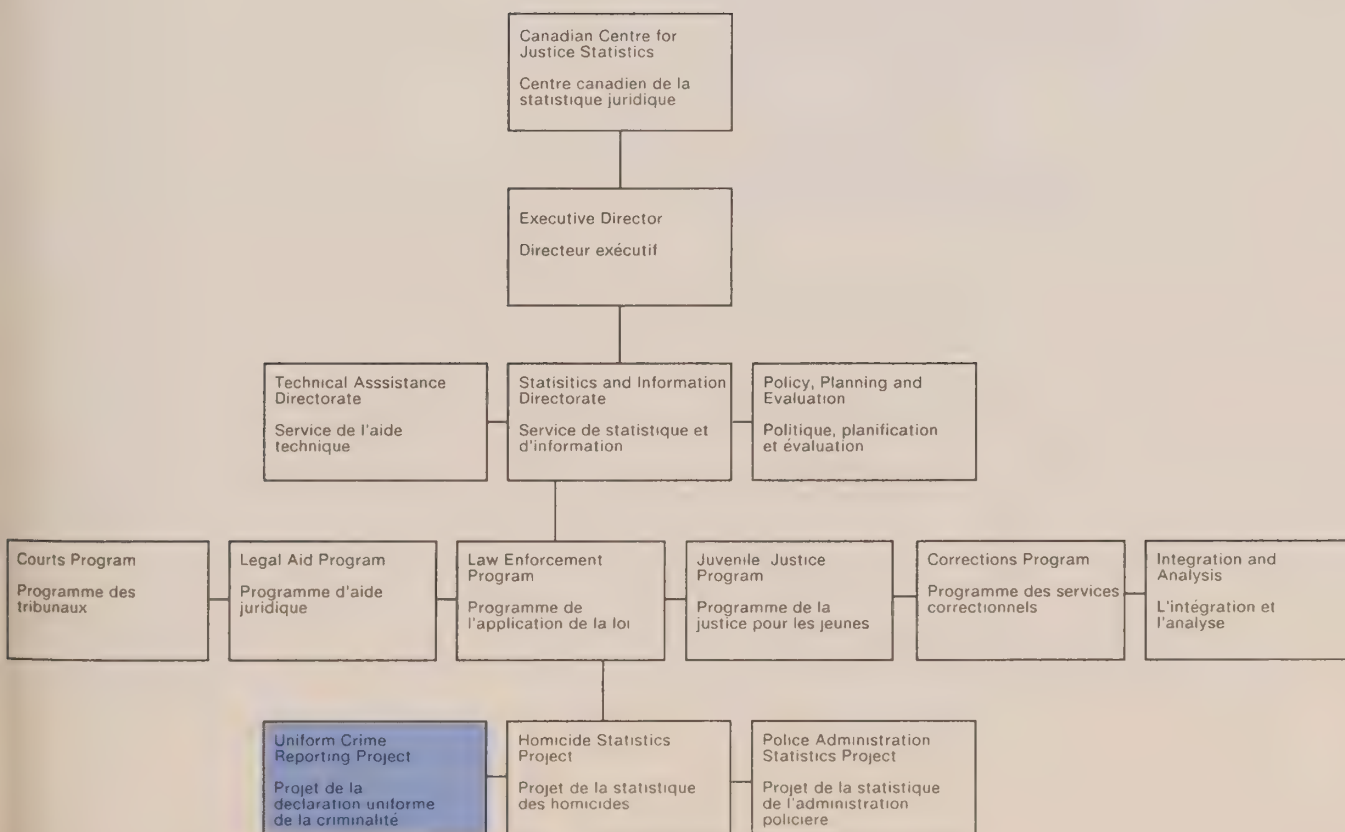 Canadian Centre for
Justice Statistics
Centre canadien de la
statistique juridique
Executive Director
Directeur exécutif
Technical Asssistance
Directorate
Service de l'aide
technique
Statisitics and Information
Directorate
Service de statistique et
d'information
Policy, Planning and
Evaluation
Politique, planification
et évaluation
Courts Program
Programme des
tribunaux
Legal Aid Program
Programme d'aide
juridique
Law Enforcement
Program
Programme de
l'application de la loi
Juvenile Justice
Program
Programme de la
justice pour les jeunes
Corrections Program
Programme des services
correctionnels
Integration and
Analysis
L'intégration et
l'analyse
Uniform Crime
Reporting Project
Projet de la
declaration uniforme
de la criminalité
Homicide Statistics
Project
Projet de la statistique
des homicides
Police Administration
Statistics Project
Projet de la statistique
de l'administration
policiere